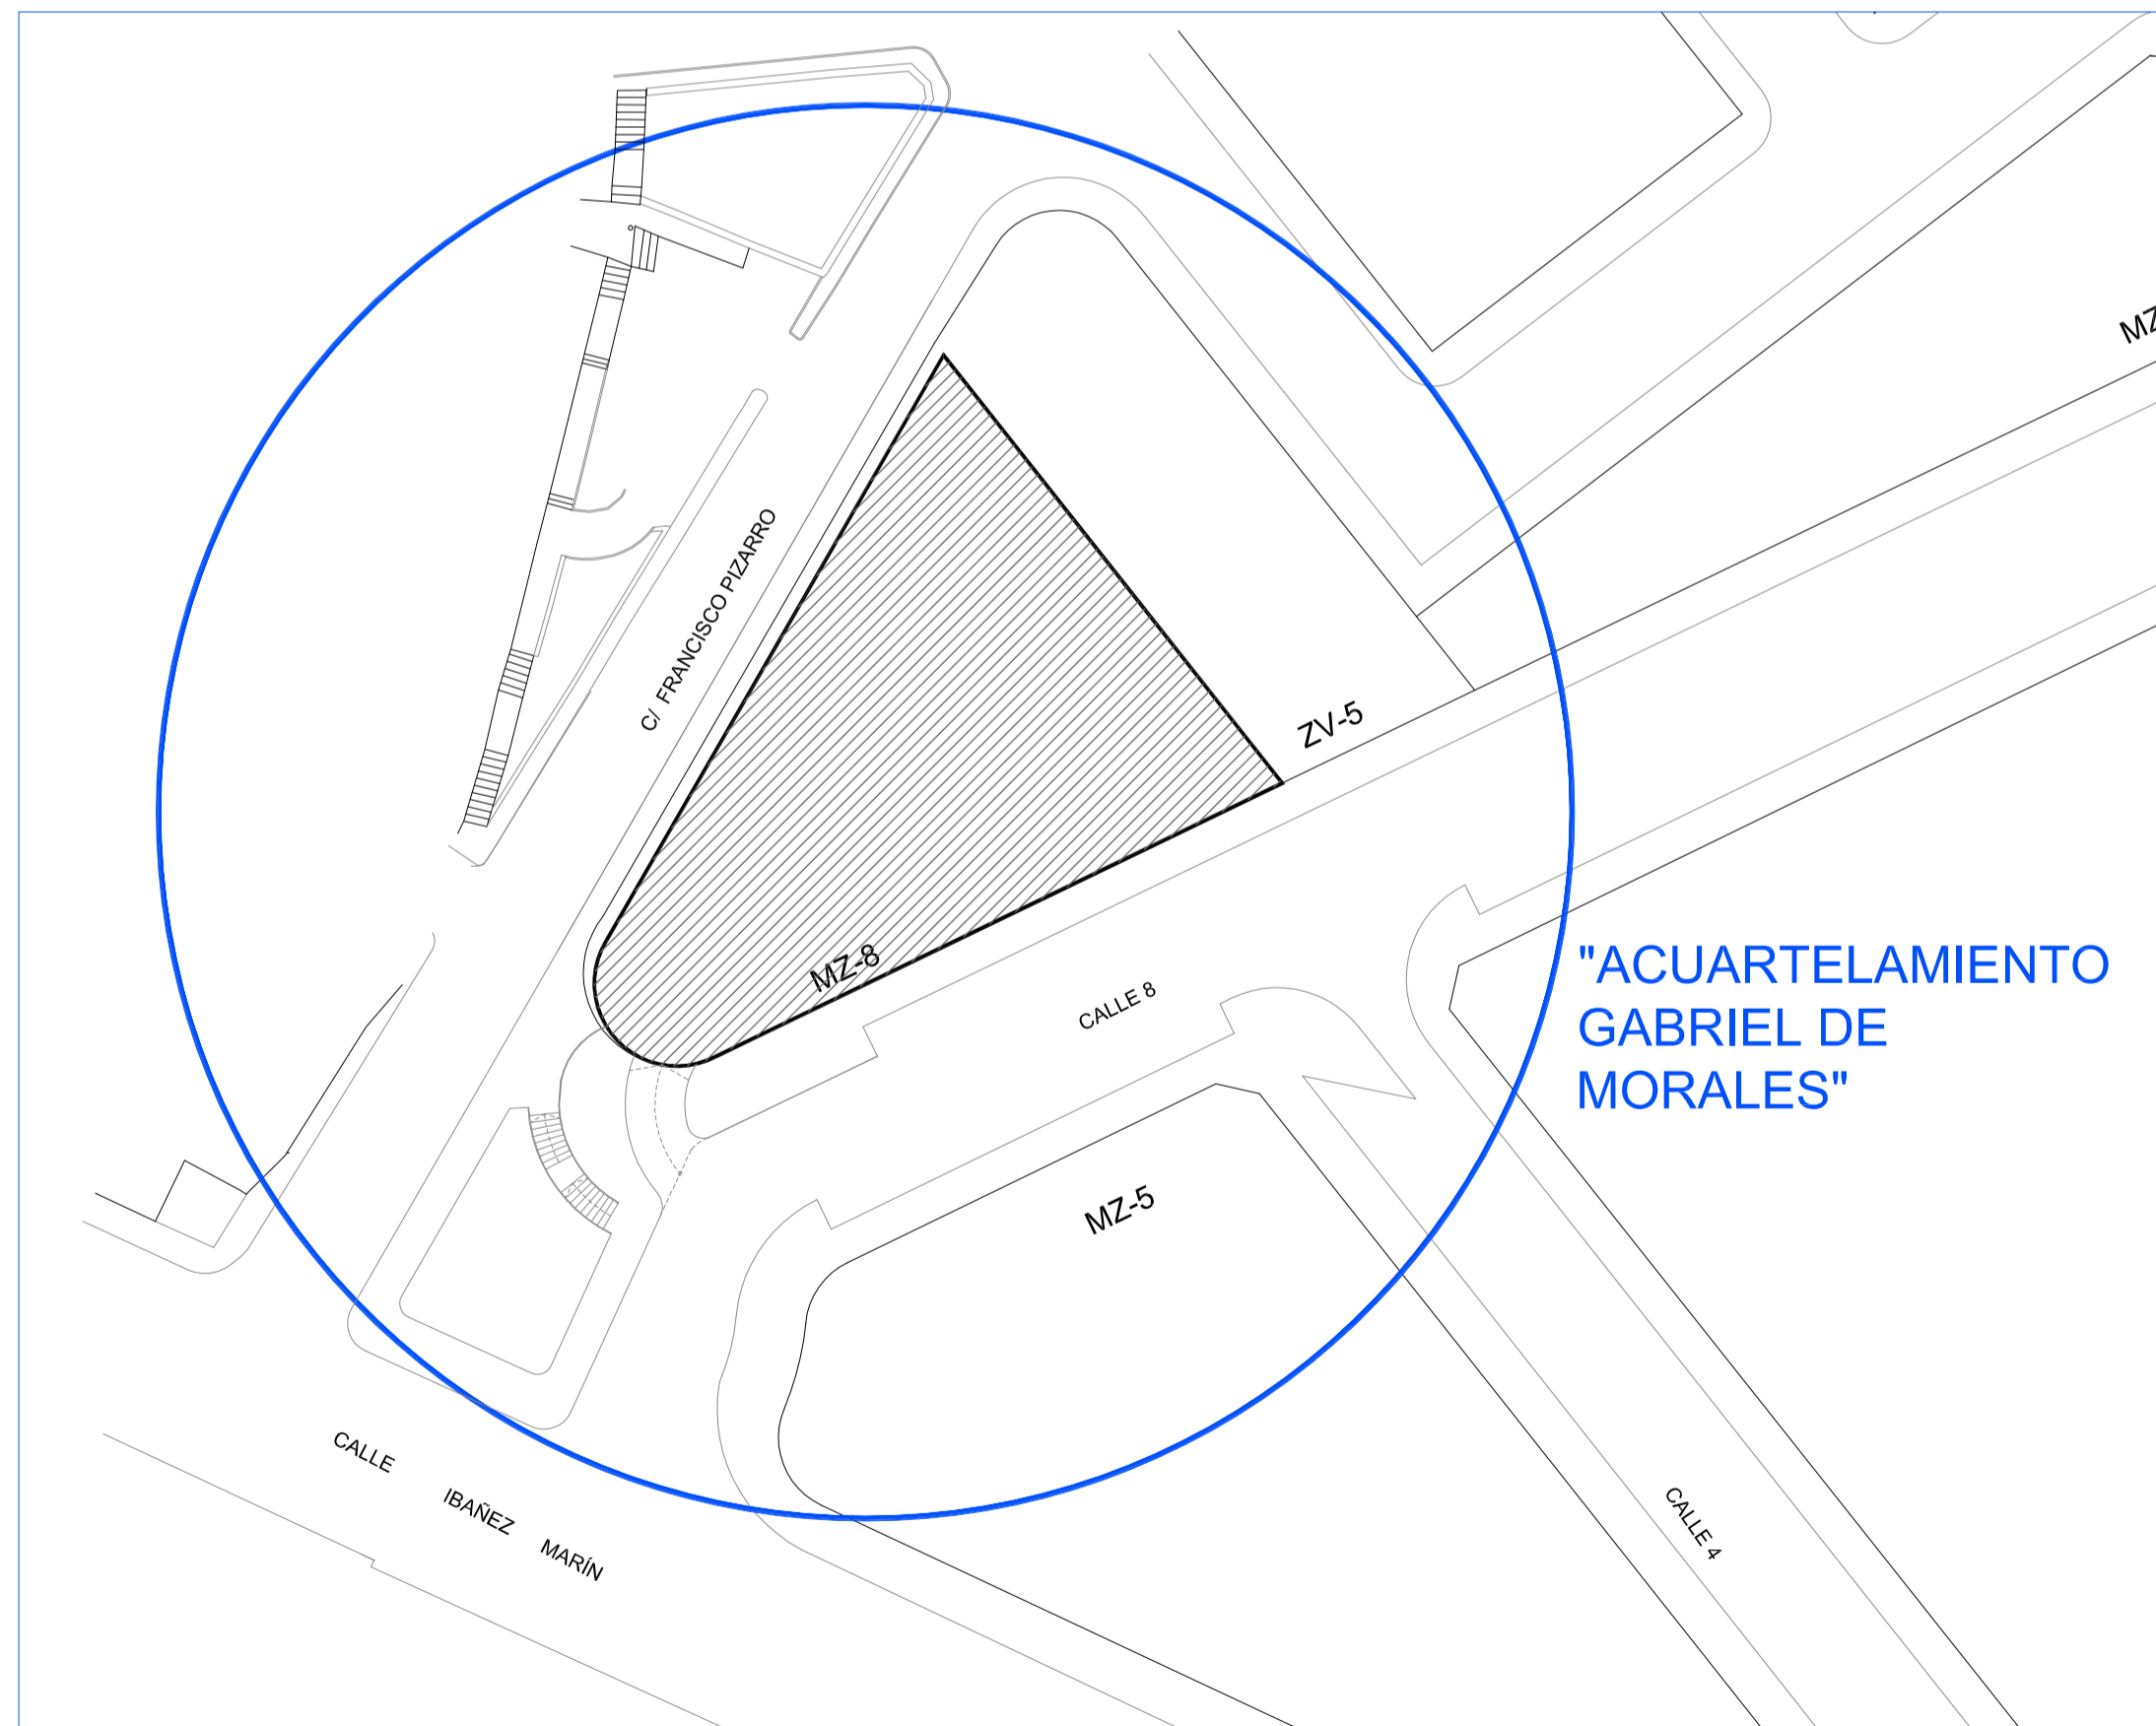 C/ FRANCISCO PIZARRO
ZV-5
MZ-8
CALLE 8
"ACUARTELAMIENTO
GABRIEL DE
MORALES"
MZ-5
CALLE
IBAÑEZ
MARÍN
CALLE 4